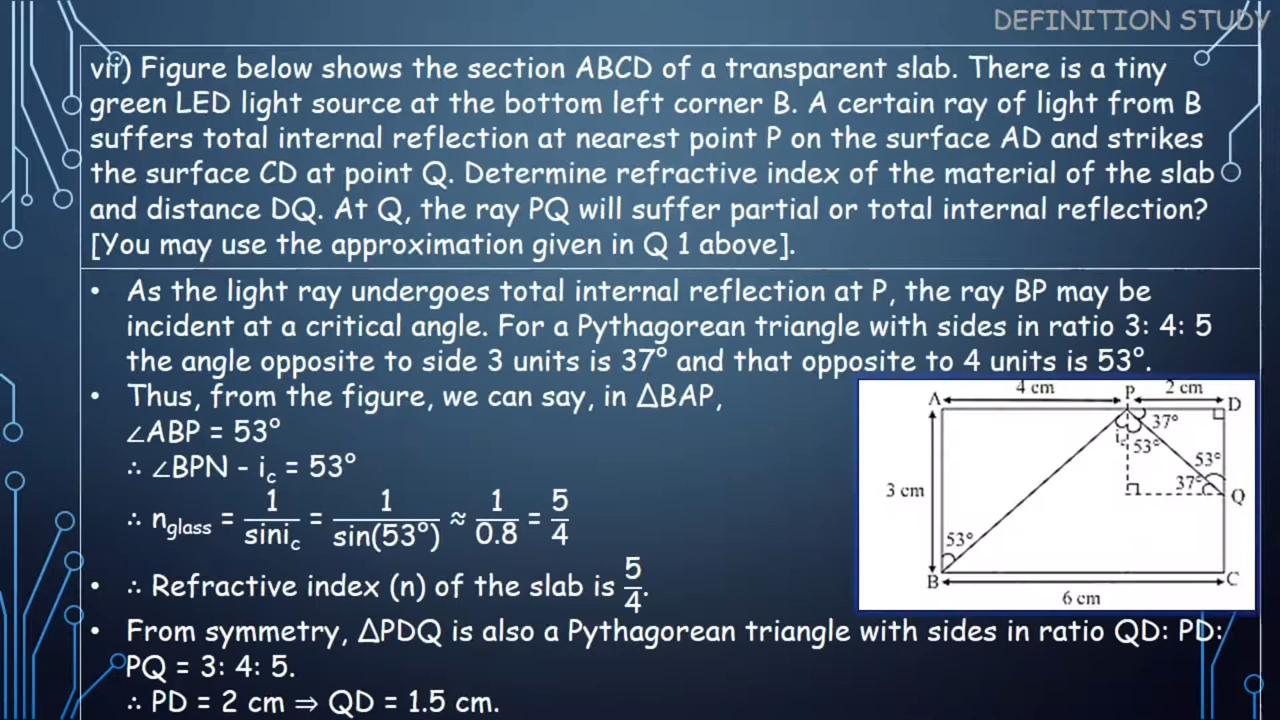 DEFINITION STUDY
vii) Figure below shows the section ABCD of a transparent slab. There is a tiny
green LED light source at the bottom left corner B. A certain ray of light from B
suffers total internal reflection at nearest point P on the surface AD and strikes
the surface CD at point Q. Determine refractive index of the material of the slab
and distance DQ. At Q, the ray PQ will suffer partial or total internal reflection?
[You may use the approximation given in Q 1 above].
• As the light ray undergoes total internal reflection at P, the ray BP may be
incident at a critical angle. For a Pythagorean triangle with sides in ratio 3: 4: 5
the angle opposite to side 3 units is 37° and that opposite to 4 units is 53°.
• Thus, from the figure, we can say, in ΔBAP,
∠ABP = 53°
∴ ∠BPN - i_c = 53°
∴ n_glass = 1/sini_c = 1/sin(53°) ≈ 1/0.8 = 5/4
• ∴ Refractive index (n) of the slab is 5/4.
• From symmetry, ΔPDQ is also a Pythagorean triangle with sides in ratio QD: PD:
PQ = 3: 4: 5.
∴ PD = 2 cm ⇒ QD = 1.5 cm.
4 cm P 2 cm
A D
37°
i_c 53°
53°
3 cm 37° Q
53°
B C
6 cm